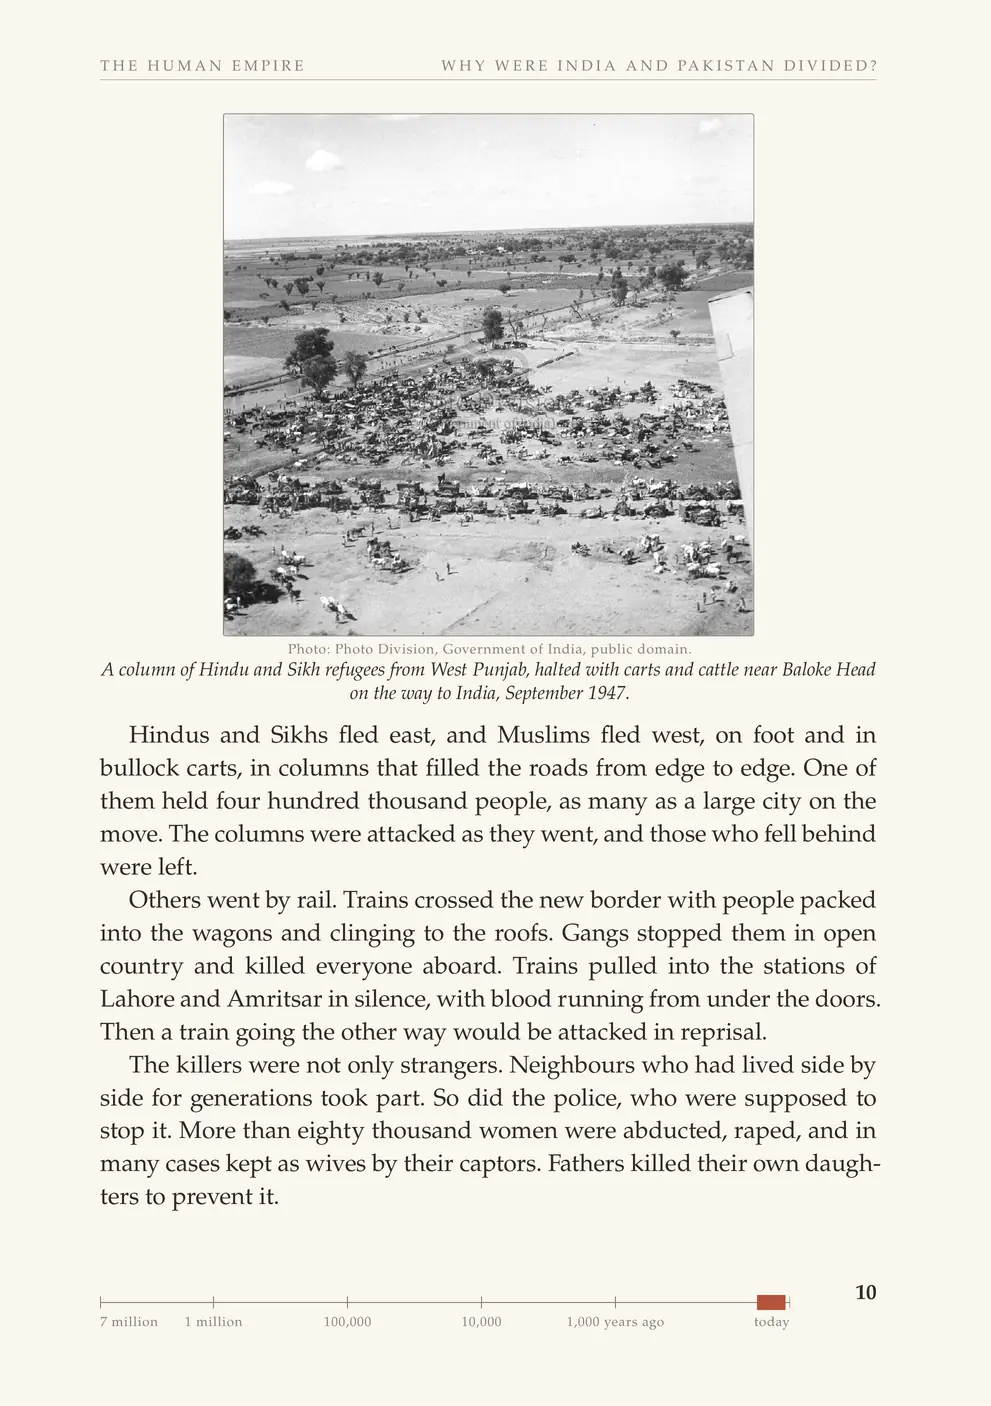 THE HUMAN EMPIRE
WHY WERE INDIA AND PAKISTAN DIVIDED?
Photo: Photo Division, Government of India, public domain.
A column of Hindu and Sikh refugees from West Punjab, halted with carts and cattle near Baloke Head
on the way to India, September 1947.
Hindus and Sikhs fled east, and Muslims fled west, on foot and in
bullock carts, in columns that filled the roads from edge to edge. One of
them held four hundred thousand people, as many as a large city on the
move. The columns were attacked as they went, and those who fell behind
were left.
Others went by rail. Trains crossed the new border with people packed
into the wagons and clinging to the roofs. Gangs stopped them in open
country and killed everyone aboard. Trains pulled into the stations of
Lahore and Amritsar in silence, with blood running from under the doors.
Then a train going the other way would be attacked in reprisal.
The killers were not only strangers. Neighbours who had lived side by
side for generations took part. So did the police, who were supposed to
stop it. More than eighty thousand women were abducted, raped, and in
many cases kept as wives by their captors. Fathers killed their own daugh-
ters to prevent it.
10
7 million 1 million 100,000 10,000 1,000 years ago today